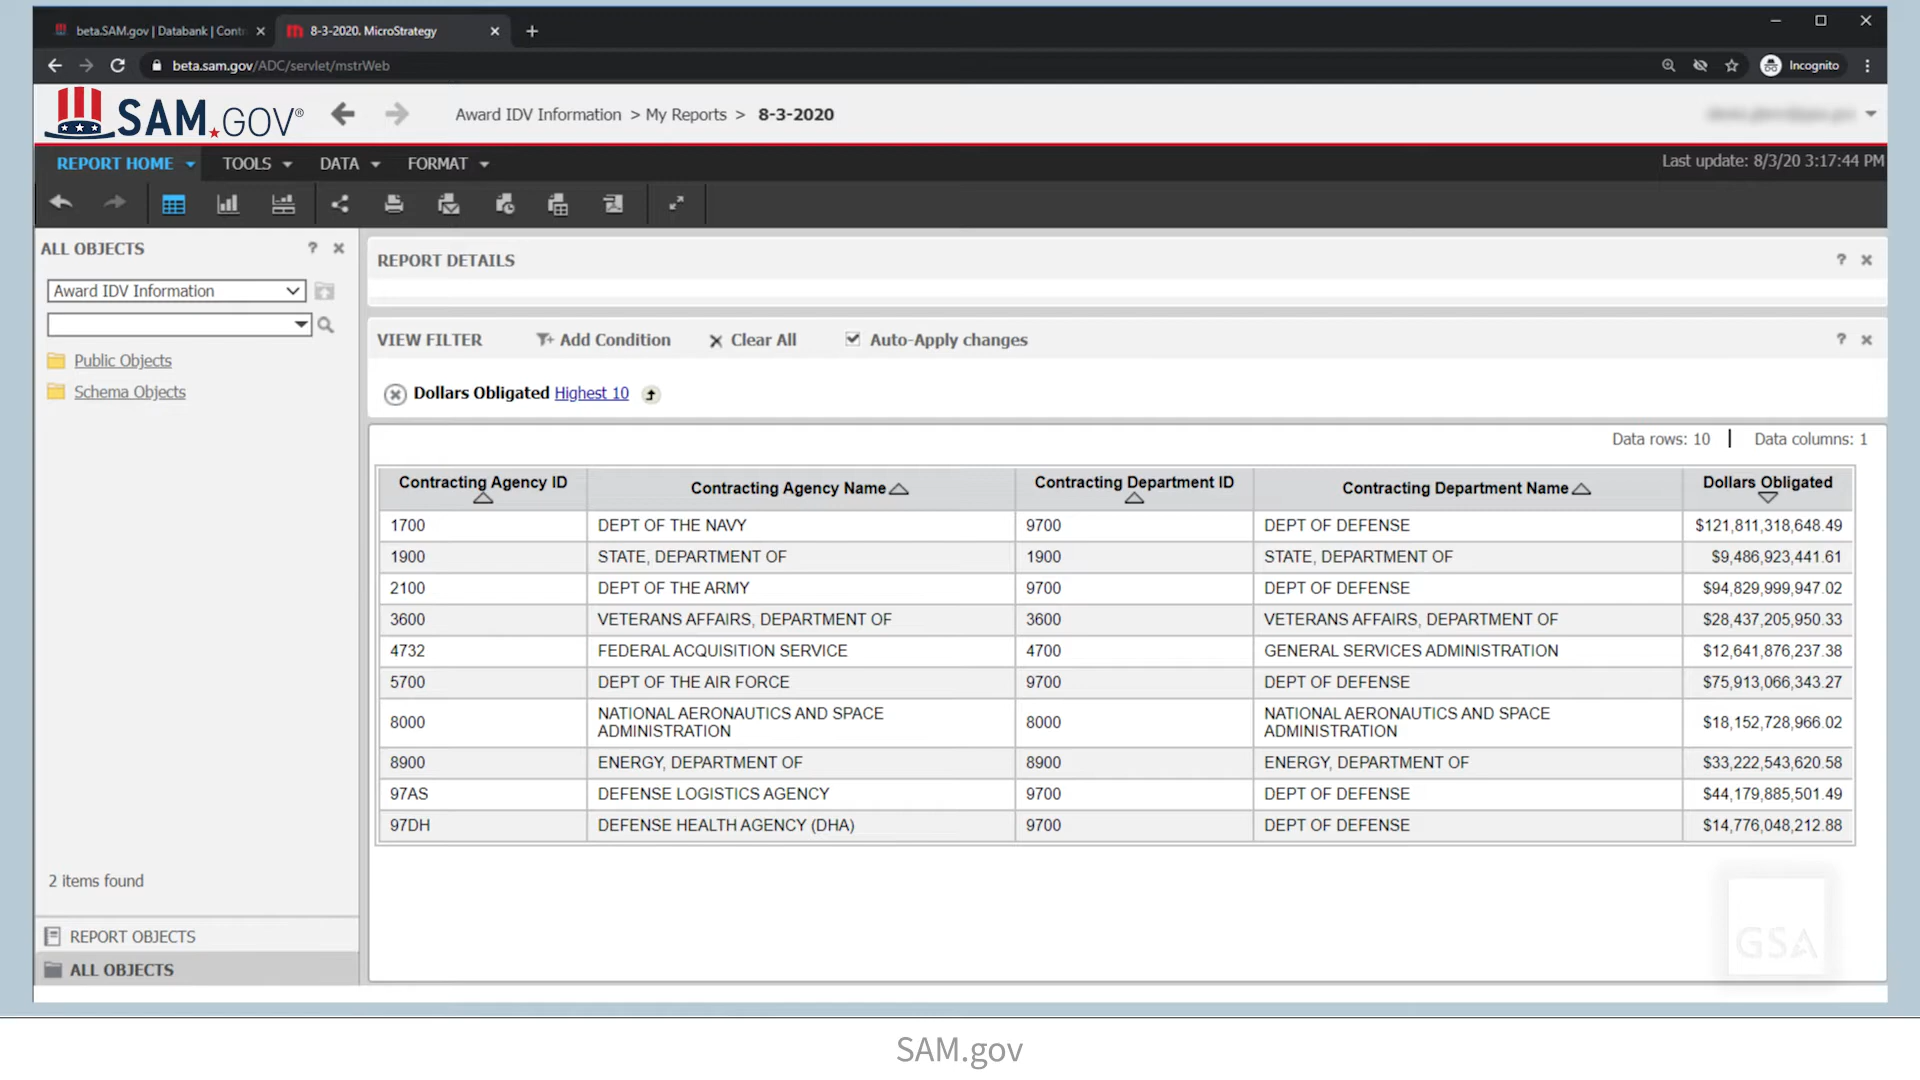 beta.SAM.gov | Databank | Cont
8-3-2020. MicroStrategy
beta.sam.gov/ADC/servlet/mstrWeb
Incognito
SAM.GOV®
Award IDV Information > My Reports > 8-3-2020
REPORT HOME TOOLS DATA FORMAT
Last update: 8/3/20 3:17:44 PM
ALL OBJECTS ?
Award IDV Information
Public Objects
Schema Objects
2 items found
REPORT OBJECTS
ALL OBJECTS
REPORT DETAILS ?
VIEW FILTER Add Condition Clear All Auto-Apply changes ?
Dollars Obligated Highest 10
Data rows: 10 | Data columns: 1
Contracting Agency ID Contracting Agency Name Contracting Department ID Contracting Department Name Dollars Obligated
1700 DEPT OF THE NAVY 9700 DEPT OF DEFENSE $121,811,318,648.49
1900 STATE, DEPARTMENT OF 1900 STATE, DEPARTMENT OF $9,486,923,441.61
2100 DEPT OF THE ARMY 9700 DEPT OF DEFENSE $94,829,999,947.02
3600 VETERANS AFFAIRS, DEPARTMENT OF 3600 VETERANS AFFAIRS, DEPARTMENT OF $28,437,205,950.33
4732 FEDERAL ACQUISITION SERVICE 4700 GENERAL SERVICES ADMINISTRATION $12,641,876,237.38
5700 DEPT OF THE AIR FORCE 9700 DEPT OF DEFENSE $75,913,066,343.27
8000 NATIONAL AERONAUTICS AND SPACE
ADMINISTRATION 8000 NATIONAL AERONAUTICS AND SPACE
ADMINISTRATION $18,152,728,966.02
8900 ENERGY, DEPARTMENT OF 8900 ENERGY, DEPARTMENT OF $33,222,543,620.58
97AS DEFENSE LOGISTICS AGENCY 9700 DEPT OF DEFENSE $44,179,885,501.49
97DH DEFENSE HEALTH AGENCY (DHA) 9700 DEPT OF DEFENSE $14,776,048,212.88
GSA
SAM.gov